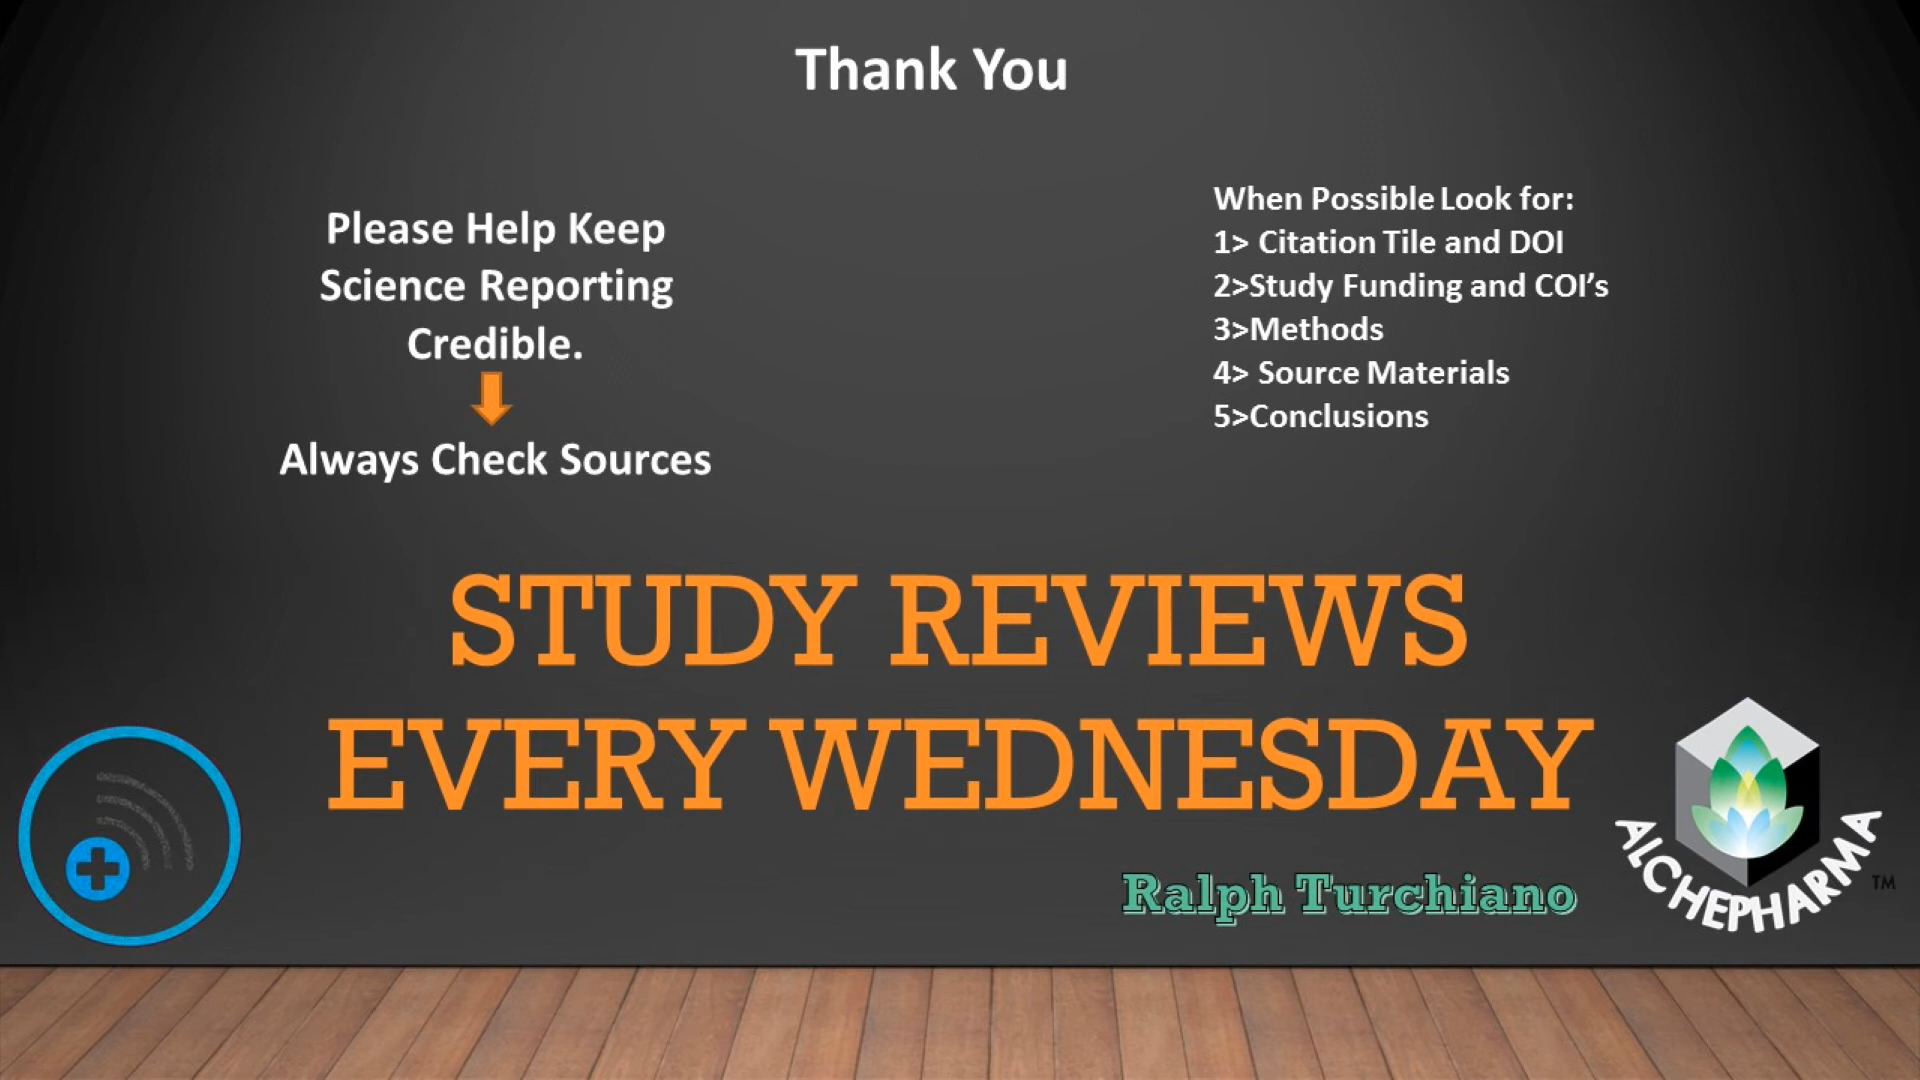 Thank You
Please Help Keep
Science Reporting
Credible.
Always Check Sources
When Possible Look for:
1> Citation Tile and DOI
2>Study Funding and COI’s
3>Methods
4> Source Materials
5>Conclusions
STUDY REVIEWS
EVERY WEDNESDAY
Ralph Turchiano
ALCHEPHARMA
TM